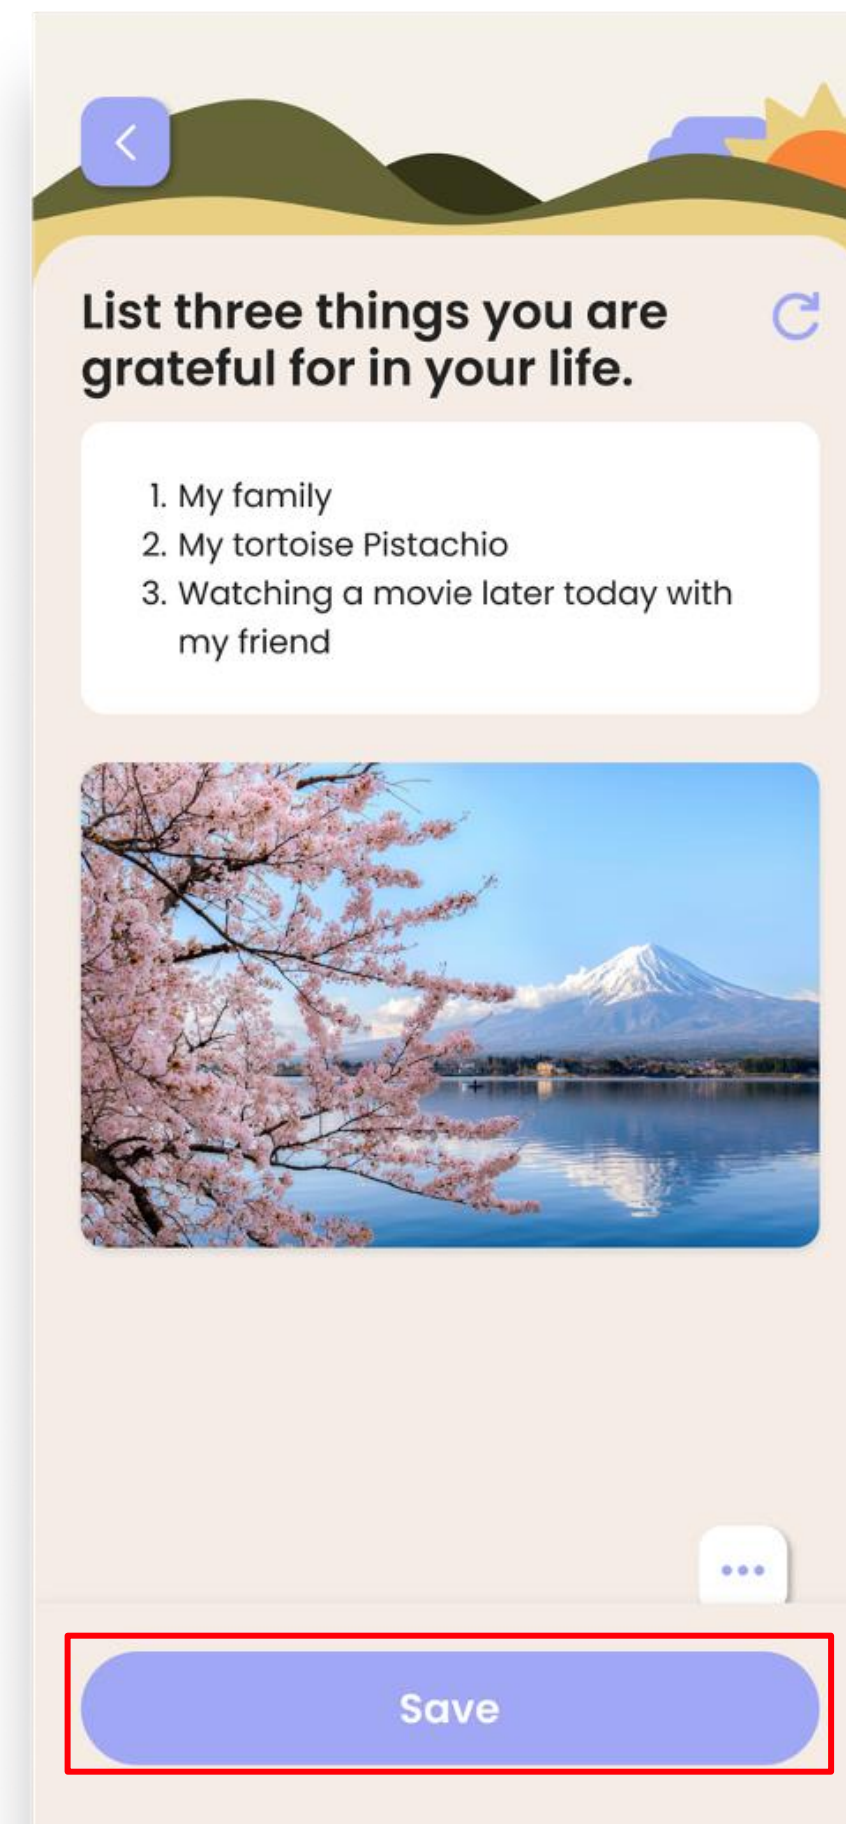 List three things you are
grateful for in your life.
1. My family
2. My tortoise Pistachio
3. Watching a movie later today with
my friend
Save